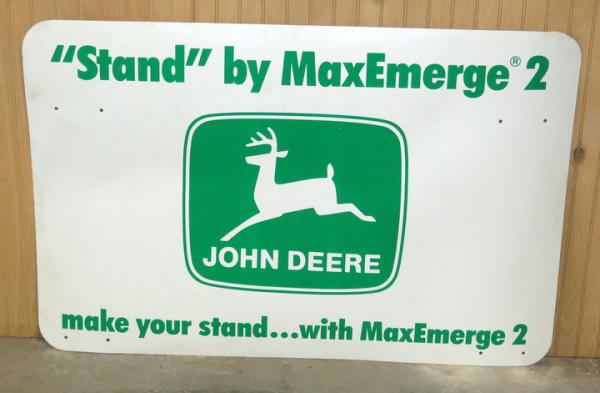 “Stand” by MaxEmerge® 2
JOHN DEERE
make your stand...with MaxEmerge 2